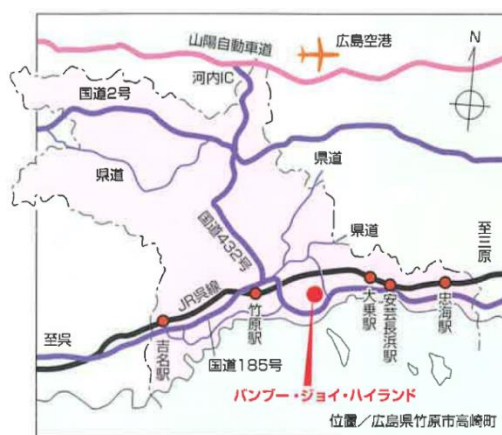 山陽自動車道
広島空港
N
河内IC
国道2号
県道
県道
国道432号
県道
至三原
JR呉線
忠海駅
安芸長浜駅
大乗駅
竹原駅
吉名駅
至呉
国道185号
バンブー・ジョイ・ハイランド
位置／広島県竹原市高崎町